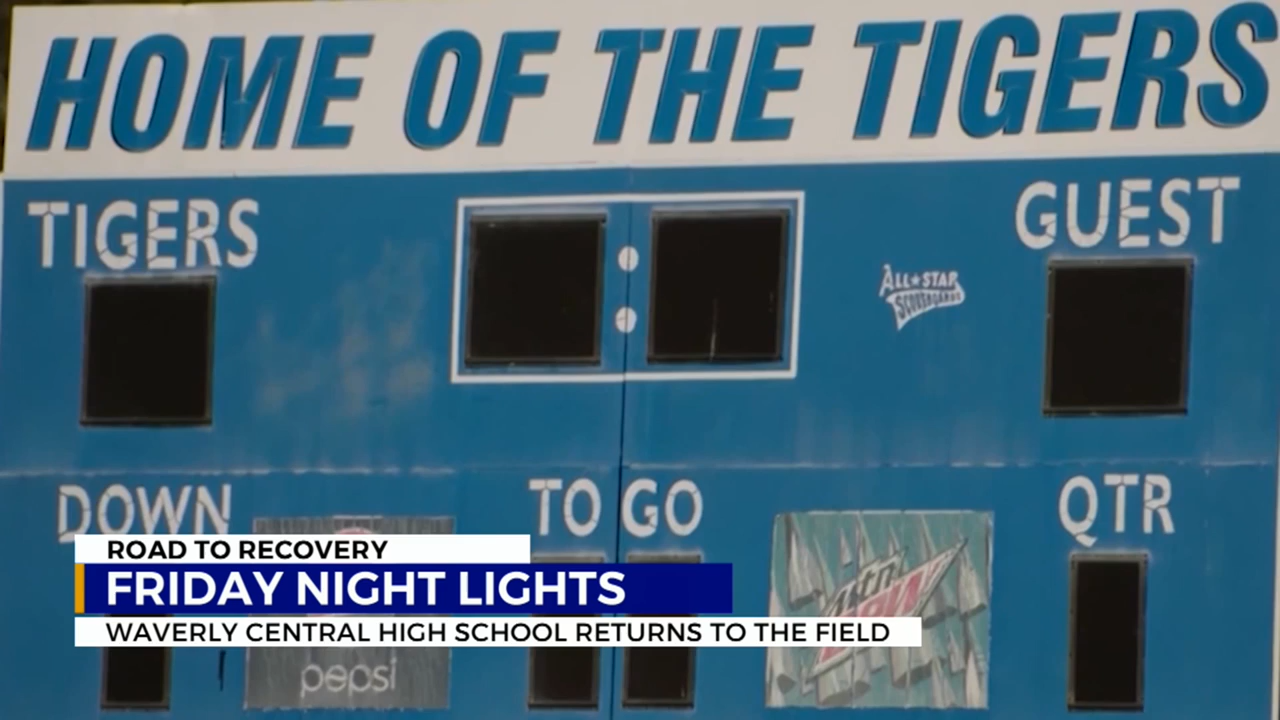 HOME OF THE TIGERS
TIGERS
GUEST
ALL★STAR
SCOREBOARDS
DOWN
TO GO
QTR
ROAD TO RECOVERY
FRIDAY NIGHT LIGHTS
WAVERLY CENTRAL HIGH SCHOOL RETURNS TO THE FIELD
pepsi
mtn